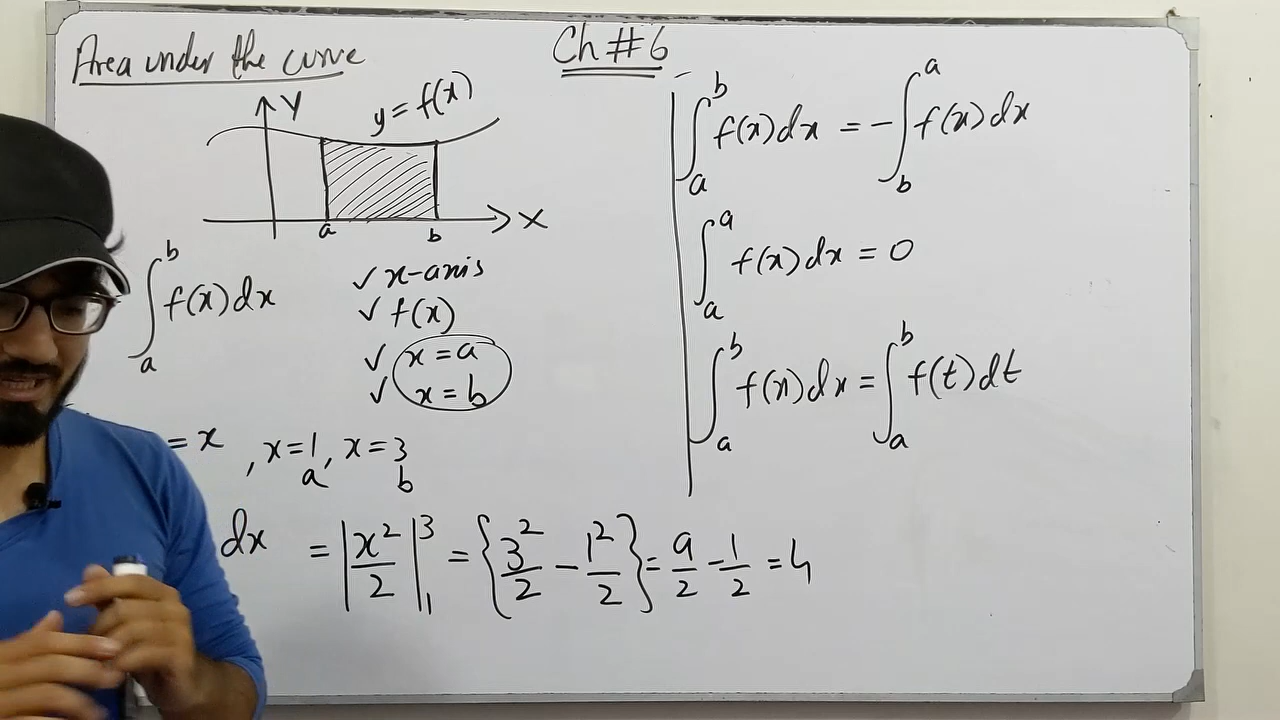 Area under the curve
Ch #6
Y
y = f(x)
a b X
∫_a^b f(x) dx
✓ x-axis
✓ f(x)
✓ x = a
✓ x = b
= x , x=1, x=3
a b
dx = |x²/2|_1^3 = {3²/2 - 1²/2} = 9/2 - 1/2 = 4
∫_a^b f(x) dx = -∫_b^a f(x) dx
∫_a^a f(x) dx = 0
∫_a^b f(x) dx = ∫_a^b f(t) dt